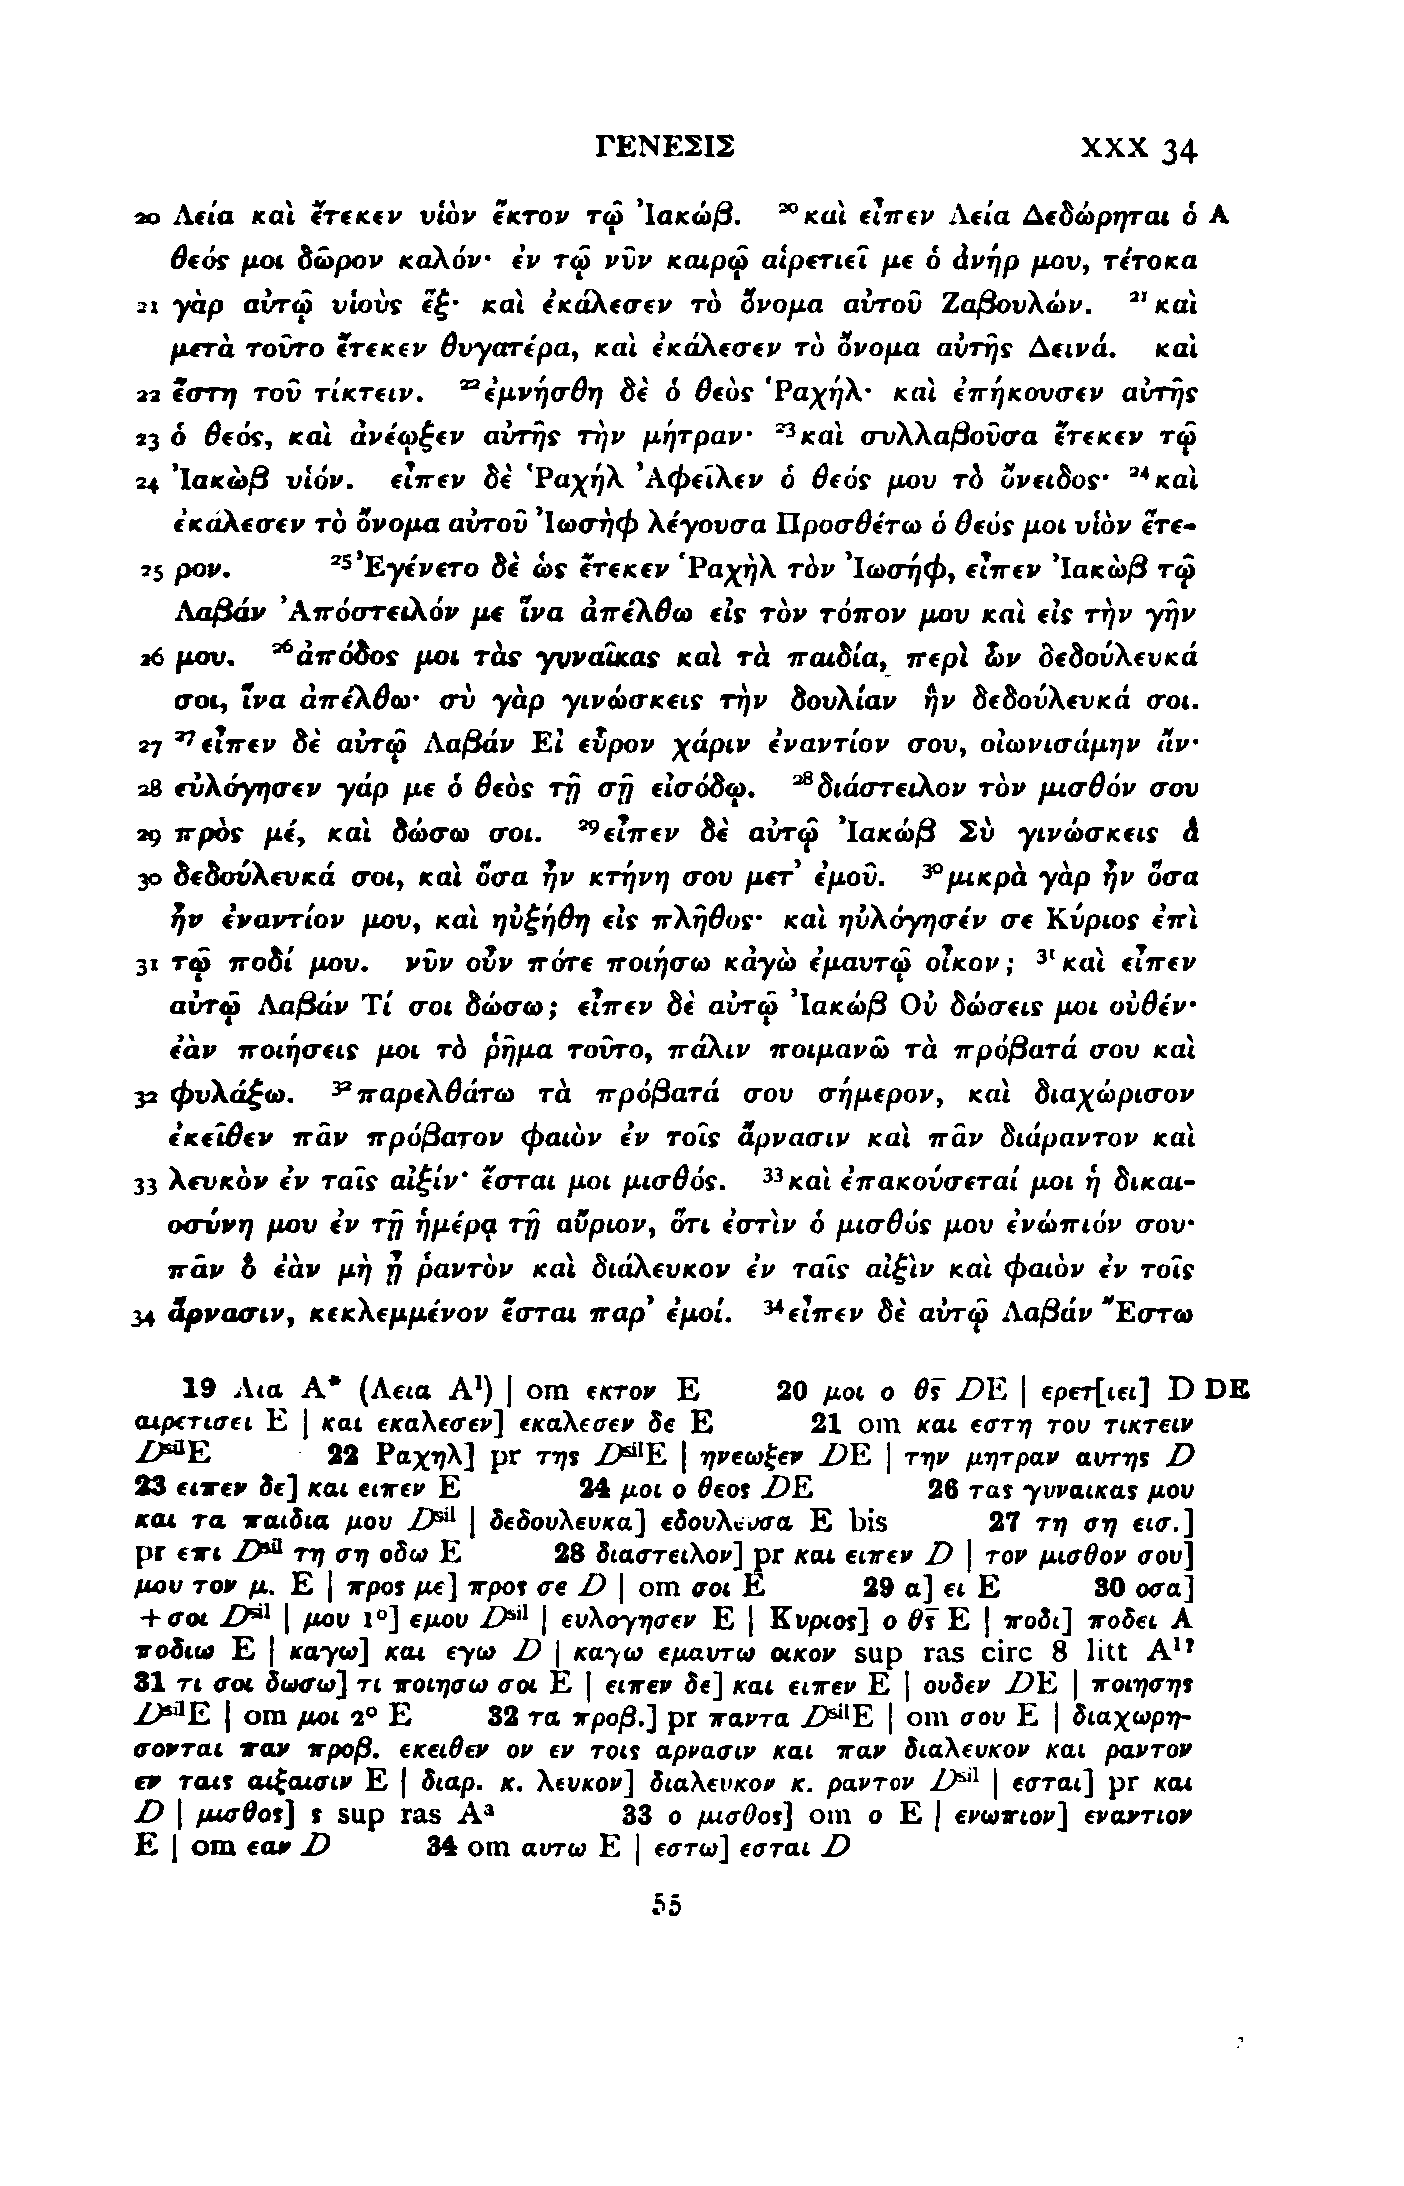 ΓΕΝΕΣΙΣ XXX 34
20 Λεία καὶ ἔτεκεν υἱὸν ἕκτον τῷ Ἰακώβ. ²⁰καὶ εἶπεν Λεία Δεδώρηται ὁ A
θεός μοι δῶρον καλόν· ἐν τῷ νῦν καιρῷ αἱρετιεῖ με ὁ ἀνήρ μου, τέτοκα
21 γὰρ αὐτῷ υἱοὺς ἕξ· καὶ ἐκάλεσεν τὸ ὄνομα αὐτοῦ Ζαβουλών. ²¹καὶ
μετὰ τοῦτο ἔτεκεν θυγατέρα, καὶ ἐκάλεσεν τὸ ὄνομα αὐτῆς Δεινά. καὶ
22 ἔστη τοῦ τίκτειν. ²²ἐμνήσθη δὲ ὁ θεὸς Ῥαχήλ· καὶ ἐπήκουσεν αὐτῆς
23 ὁ θεός, καὶ ἀνέῳξεν αὐτῆς τὴν μήτραν· ²³καὶ συλλαβοῦσα ἔτεκεν τῷ
24 Ἰακὼβ υἱόν. εἶπεν δὲ Ῥαχήλ Ἀφεῖλεν ὁ θεός μου τὸ ὄνειδος· ²⁴καὶ
ἐκάλεσεν τὸ ὄνομα αὐτοῦ Ἰωσὴφ λέγουσα Προσθέτω ὁ θεός μοι υἱὸν ἕτε-
25 ρον. ²⁵Ἐγένετο δὲ ὡς ἔτεκεν Ῥαχὴλ τὸν Ἰωσήφ, εἶπεν Ἰακὼβ τῷ
Λαβάν Ἀπόστειλόν με ἵνα ἀπέλθω εἰς τὸν τόπον μου καὶ εἰς τὴν γῆν
26 μου. ²⁶ἀπόδος μοι τὰς γυναῖκας καὶ τὰ παιδία, περὶ ὧν δεδούλευκά
σοι, ἵνα ἀπέλθω· σὺ γὰρ γινώσκεις τὴν δουλίαν ἣν δεδούλευκά σοι.
27 ²⁷εἶπεν δὲ αὐτῷ Λαβάν Εἰ εὗρον χάριν ἐναντίον σου, οἰωνισάμην ἄν·
28 εὐλόγησεν γάρ με ὁ θεὸς τῇ σῇ εἰσόδῳ. ²⁸διάστειλον τὸν μισθόν σου
29 πρὸς μέ, καὶ δώσω σοι. ²⁹εἶπεν δὲ αὐτῷ Ἰακώβ Σὺ γινώσκεις ἃ
30 δεδούλευκά σοι, καὶ ὅσα ἦν κτήνη σου μετ᾽ ἐμοῦ. ³⁰μικρὰ γὰρ ἦν ὅσα
ἦν ἐναντίον μου, καὶ ηὐξήθη εἰς πλῆθος· καὶ ηὐλόγησέν σε Κύριος ἐπὶ
31 τῷ ποδί μου. νῦν οὖν πότε ποιήσω κἀγὼ ἐμαυτῷ οἶκον; ³¹καὶ εἶπεν
αὐτῷ Λαβάν Τί σοι δώσω; εἶπεν δὲ αὐτῷ Ἰακώβ Οὐ δώσεις μοι οὐθέν·
ἐὰν ποιήσεις μοι τὸ ῥῆμα τοῦτο, πάλιν ποιμανῶ τὰ πρόβατά σου καὶ
32 φυλάξω. ³²παρελθάτω τὰ πρόβατά σου σήμερον, καὶ διαχώρισον
ἐκεῖθεν πᾶν πρόβατον φαιὸν ἐν τοῖς ἄρνασιν καὶ πᾶν διάραντον καὶ
33 λευκὸν ἐν ταῖς αἰξίν· ἔσται μοι μισθός. ³³καὶ ἐπακούσεταί μοι ἡ δικαι-
οσύνη μου ἐν τῇ ἡμέρᾳ τῇ αὔριον, ὅτι ἐστὶν ὁ μισθός μου ἐνώπιόν σου·
πᾶν ὃ ἐὰν μὴ ᾖ ῥαντὸν καὶ διάλευκον ἐν ταῖς αἰξὶν καὶ φαιὸν ἐν τοῖς
34 ἄρνασιν, κεκλεμμένον ἔσται παρ᾽ ἐμοί. ³⁴εἶπεν δὲ αὐτῷ Λαβάν Ἔστω
19 Λια A* (Λεια A¹) | om εκτον E 20 μοι ο θς̄ DE | ερετ[ιει] D DE
αιρετισει E | και εκαλεσεν] εκαλεσεν δε E 21 om και εστη του τικτειν
Dˢⁱˡ E 22 Ραχηλ] pr της Dˢⁱˡ E | ηνεωξεν DE | την μητραν αυτης D
23 ειπεν δε] και ειπεν E 24 μοι ο θεος DE 26 τας γυναικας μου
και τα παιδια μου Dˢⁱˡ | δεδουλευκα] εδουλευσα E bis 27 τη ση εισ.]
pr επι Dˢⁱˡ τη ση οδω E 28 διαστειλον] pr και ειπεν D | τον μισθον σου]
μου τον μ. E | προς με] προς σε D | om σοι E 29 α] ει E 30 οσα]
+σοι Dˢⁱˡ | μου 1°] εμου Dˢⁱˡ | ευλογησεν E | Κυριος] ο θς̄ E | ποδι] ποδει A
ποδιω E | καγω] και εγω D | καγω εμαυτω οικον sup ras circ 8 litt A¹ˀ
31 τι σοι δωσω] τι ποιησω σοι E | ειπεν δε] και ειπεν E | ουδεν DE | ποιησης
Dˢⁱˡ E | om μοι 2° E 32 τα προβ.] pr παντα Dˢⁱˡ E | om σου E | διαχωρη-
σονται παν προβ. εκειθεν ον εν τοις αρνασιν και παν διαλευκον και ραντον
εν ταις αιξαισιν E | διαρ. κ. λευκον] διαλευκον κ. ραντον Dˢⁱˡ | εσται] pr και
D | μισθος] ς sup ras Aᵃ 33 ο μισθος] om ο E | ενωπιον] εναντιον
E | om εαν D 34 om αυτω E | εστω] εσται D
55